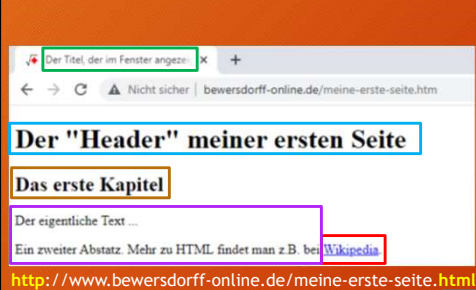 Der Titel, der im Fenster angezei
Nicht sicher | bewersdorff-online.de/meine-erste-seite.htm
Der "Header" meiner ersten Seite
Das erste Kapitel
Der eigentliche Text ...
Ein zweiter Abstatz. Mehr zu HTML findet man z.B. bei Wikipedia.
http://www.bewersdorff-online.de/meine-erste-seite.html